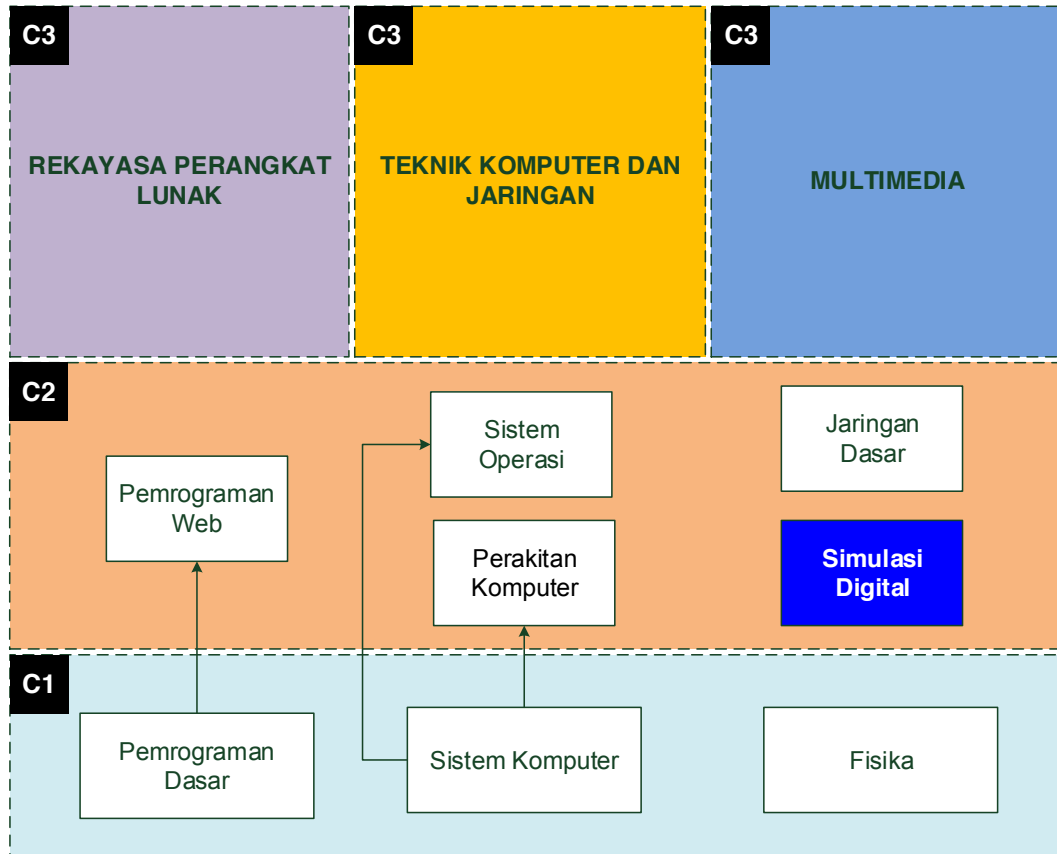 C3
REKAYASA PERANGKAT
LUNAK
C3
TEKNIK KOMPUTER DAN
JARINGAN
C3
MULTIMEDIA
C2
Pemrograman
Web
Sistem
Operasi
Jaringan
Dasar
Perakitan
Komputer
Simulasi
Digital
C1
Pemrograman
Dasar
Sistem Komputer
Fisika